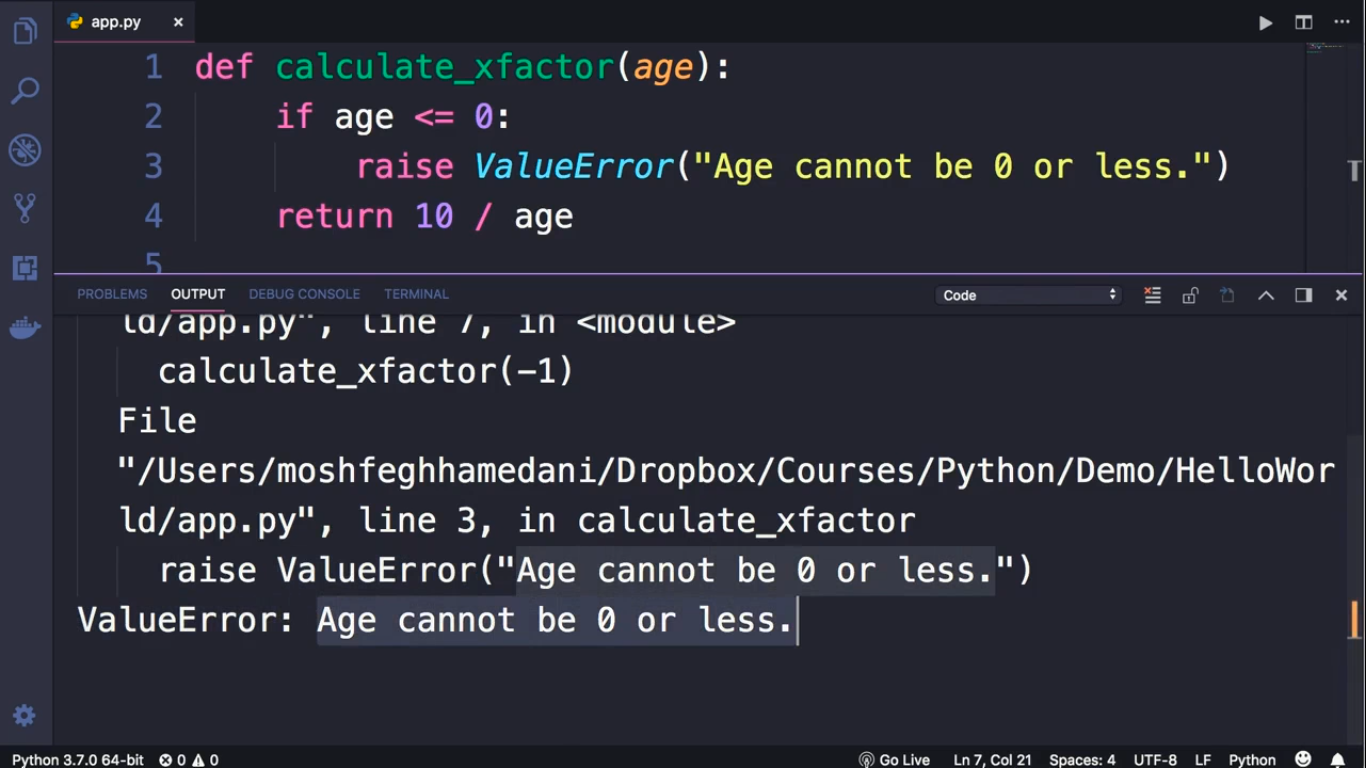 app.py
1 def calculate_xfactor(age):
2 if age <= 0:
3 raise ValueError("Age cannot be 0 or less.")
4 return 10 / age
5
PROBLEMS OUTPUT DEBUG CONSOLE TERMINAL Code
ld/app.py", line 7, in <module>
calculate_xfactor(-1)
File
"/Users/moshfeghhamedani/Dropbox/Courses/Python/Demo/HelloWor
ld/app.py", line 3, in calculate_xfactor
raise ValueError("Age cannot be 0 or less.")
ValueError: Age cannot be 0 or less.
Python 3.7.0 64-bit 0 0 Go Live Ln 7, Col 21 Spaces: 4 UTF-8 LF Python